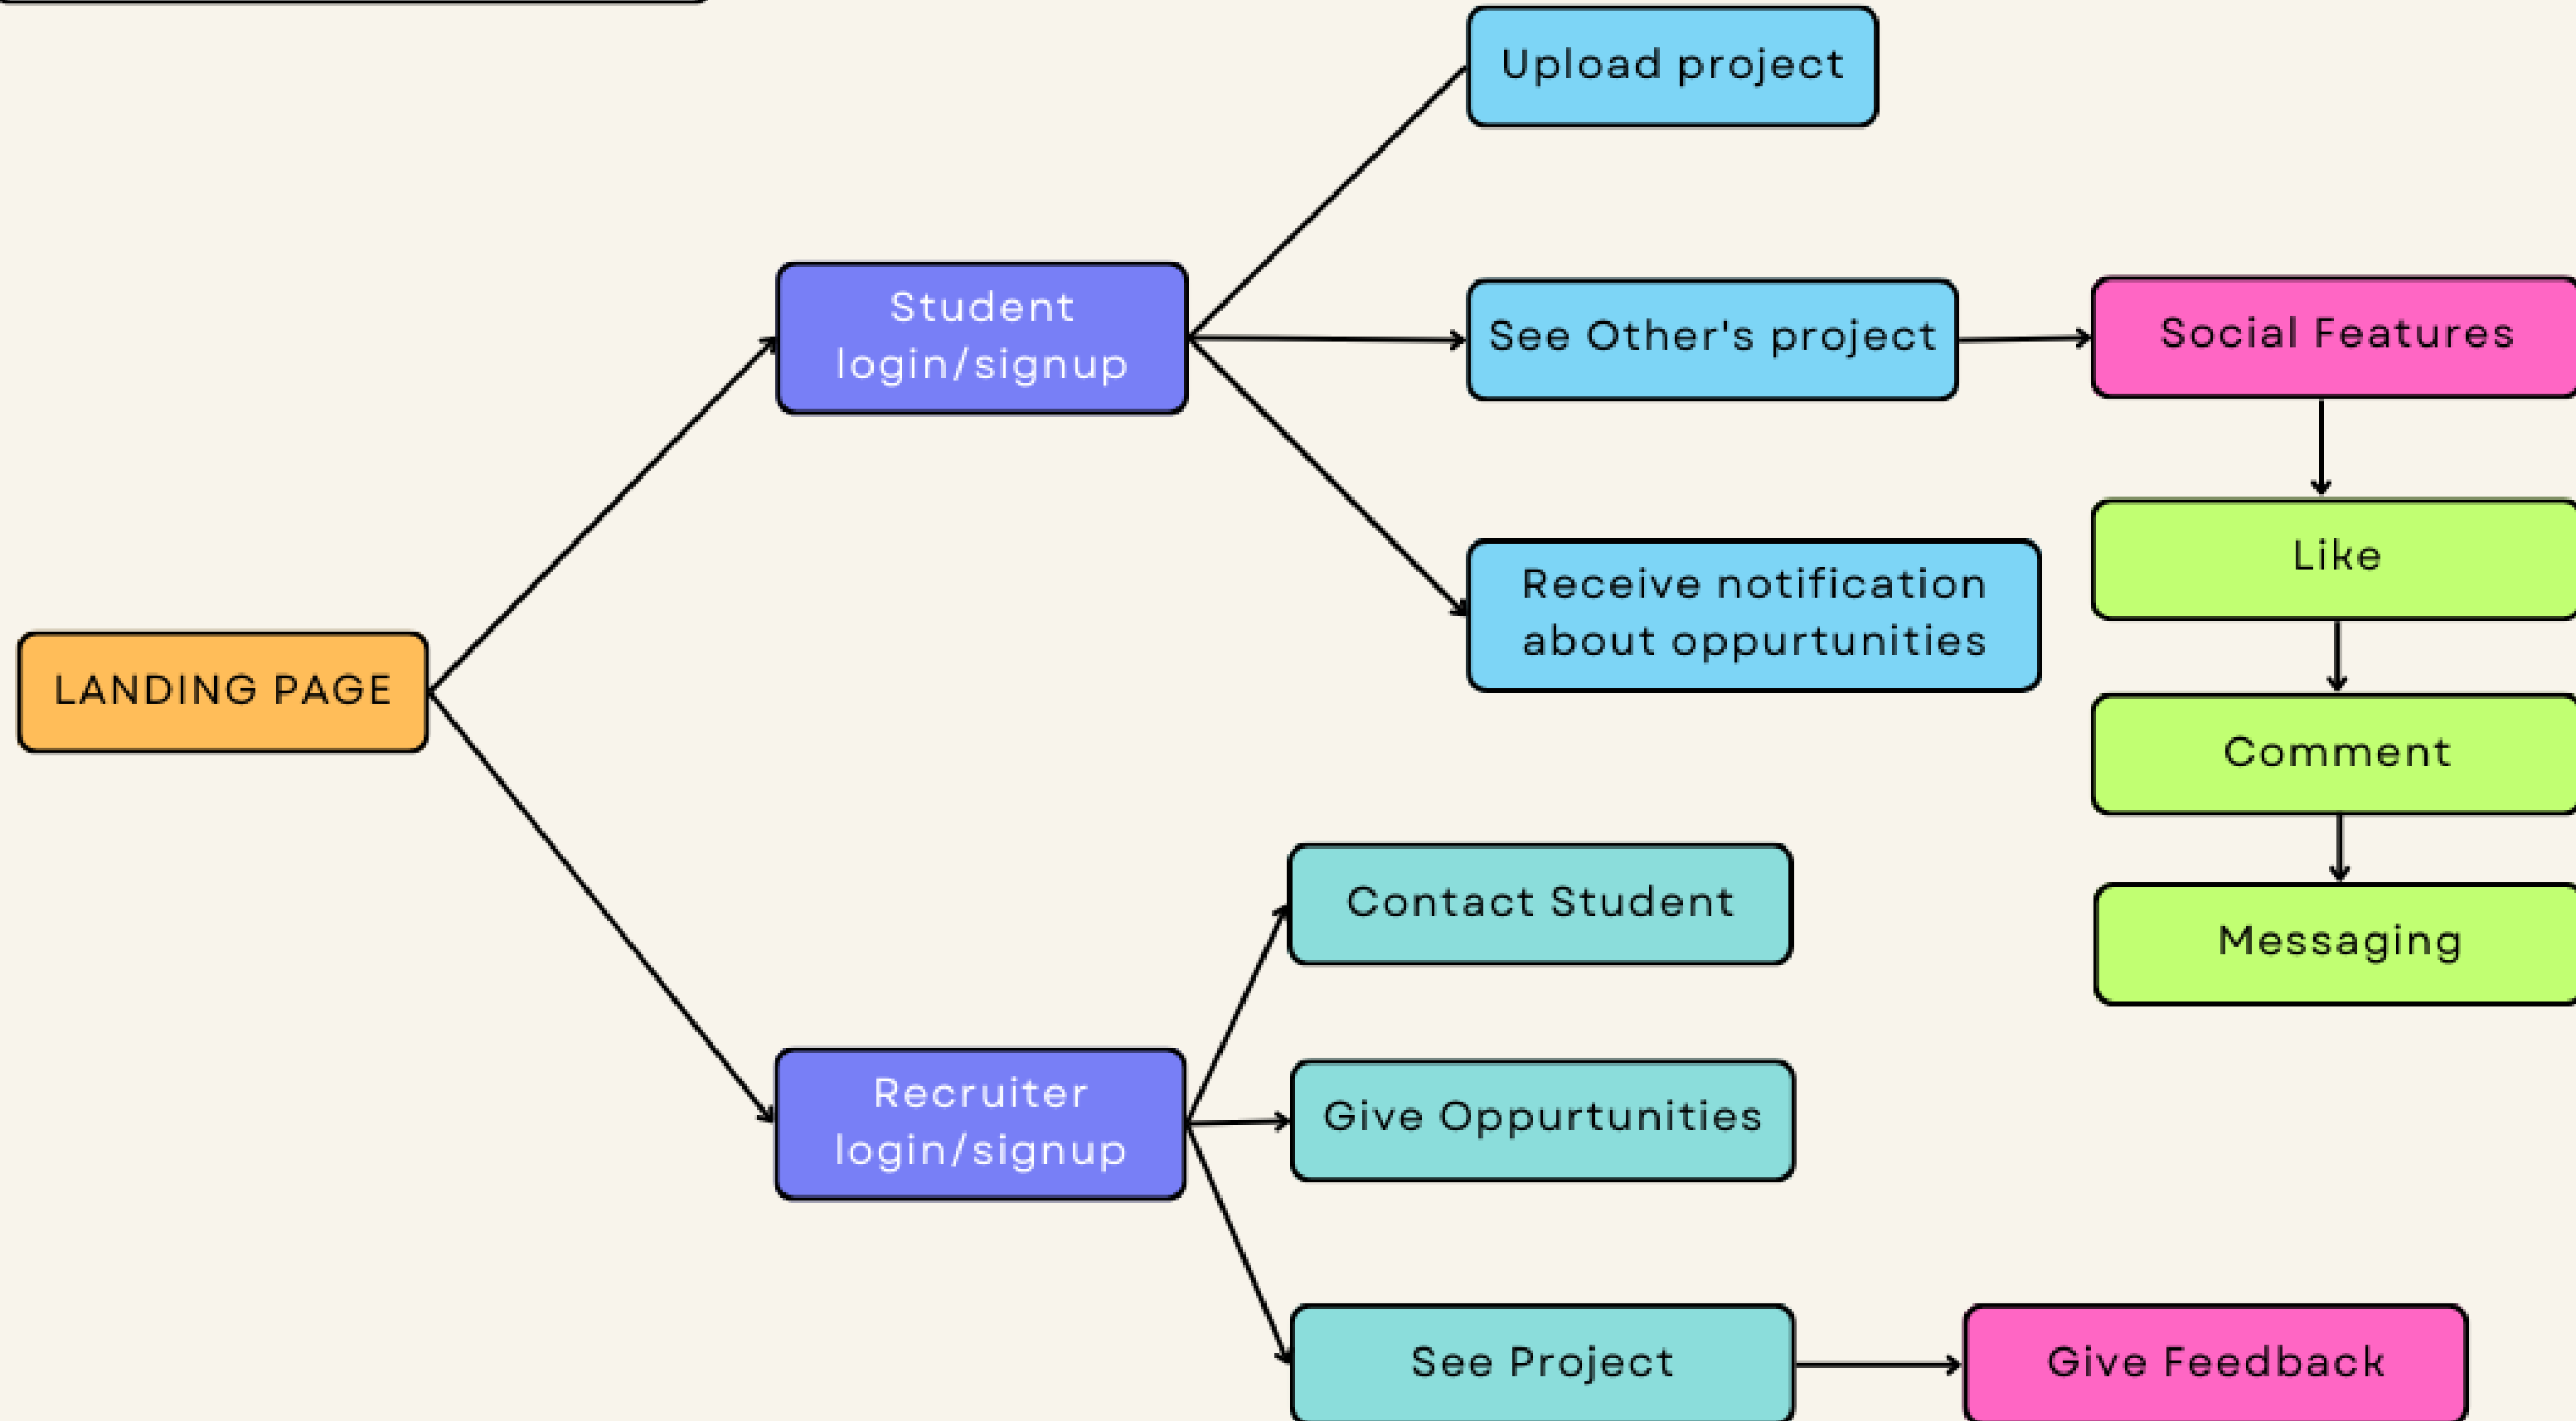 Upload project
Student
login/signup
See Other's project
Social Features
Receive notification
about oppurtunities
Like
LANDING PAGE
Comment
Contact Student
Messaging
Recruiter
login/signup
Give Oppurtunities
See Project
Give Feedback